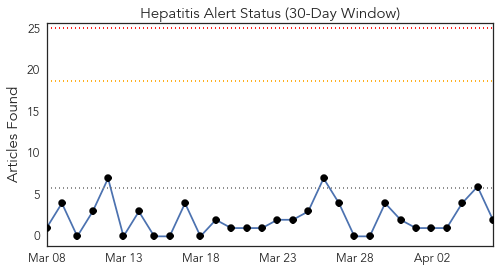 Hepatitis Alert Status (30-Day Window)
Articles Found
25
20
15
10
5
0
Mar 08 Mar 13 Mar 18 Mar 23 Mar 28 Apr 02